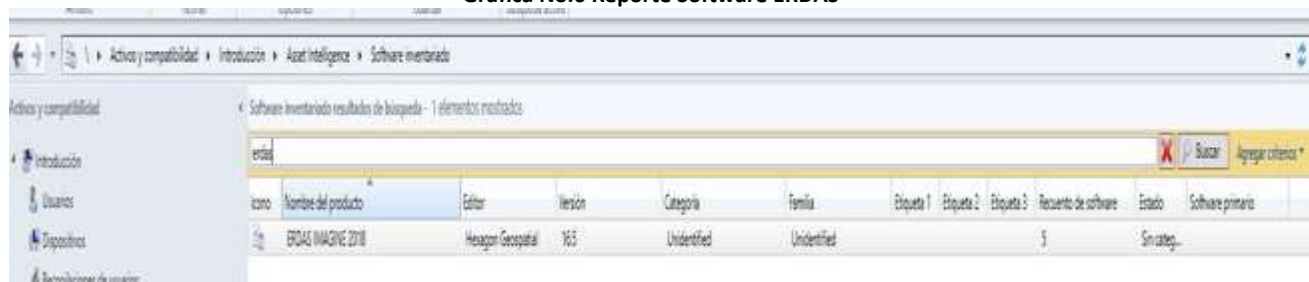 Gráfica No.6 Reporte Software ERDAS
\ ▸ Activos y compatibilidad ▸ Introducción ▸ Asset Intelligence ▸ Software inventariado
Activos y compatibilidad
Software inventariado resultados de búsqueda - 1 elementos mostrados
Introducción
erdas
Buscar
Agregar criterios
Usuarios
Icono Nombre del producto Editor Versión Categoría Familia Etiqueta 1 Etiqueta 2 Etiqueta 3 Recuento de software Estado Software primario
Dispositivos
ERDAS IMAGINE 2018 Hexagon Geospatial 16.5 Unidentified Unidentified 5 Sin categ...
Recopilaciones de usuarios